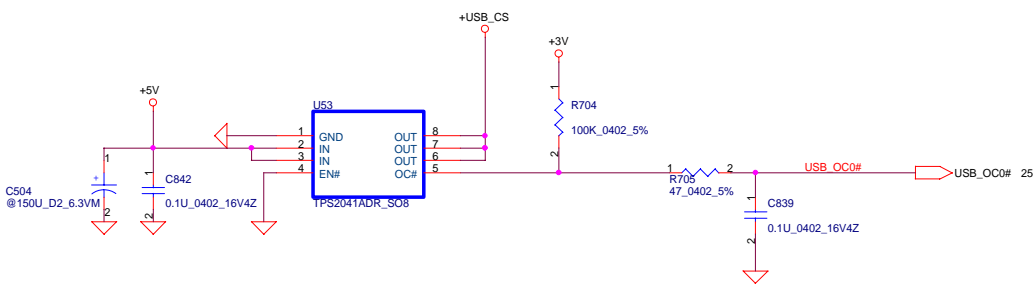 +USB_CS
+3V
+5V
U53
1 GND OUT 8
2 IN OUT 7
3 IN OUT 6
4 EN# OC# 5
TPS2041ADR_SO8
1
R704
100K_0402_5%
2
1
C504
@150U_D2_6.3VM
2
1
C842
0.1U_0402_16V4Z
2
1 2
R705
47_0402_5%
USB_OC0#
USB_OC0# 25
1
C839
0.1U_0402_16V4Z
2